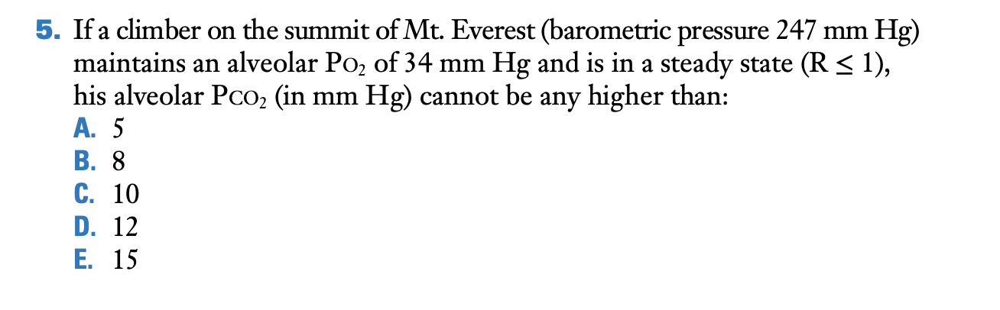 5. If a climber on the summit of Mt. Everest (barometric pressure 247 mm Hg)
maintains an alveolar PO₂ of 34 mm Hg and is in a steady state (R ≤ 1),
his alveolar PCO₂ (in mm Hg) cannot be any higher than:
A. 5
B. 8
C. 10
D. 12
E. 15